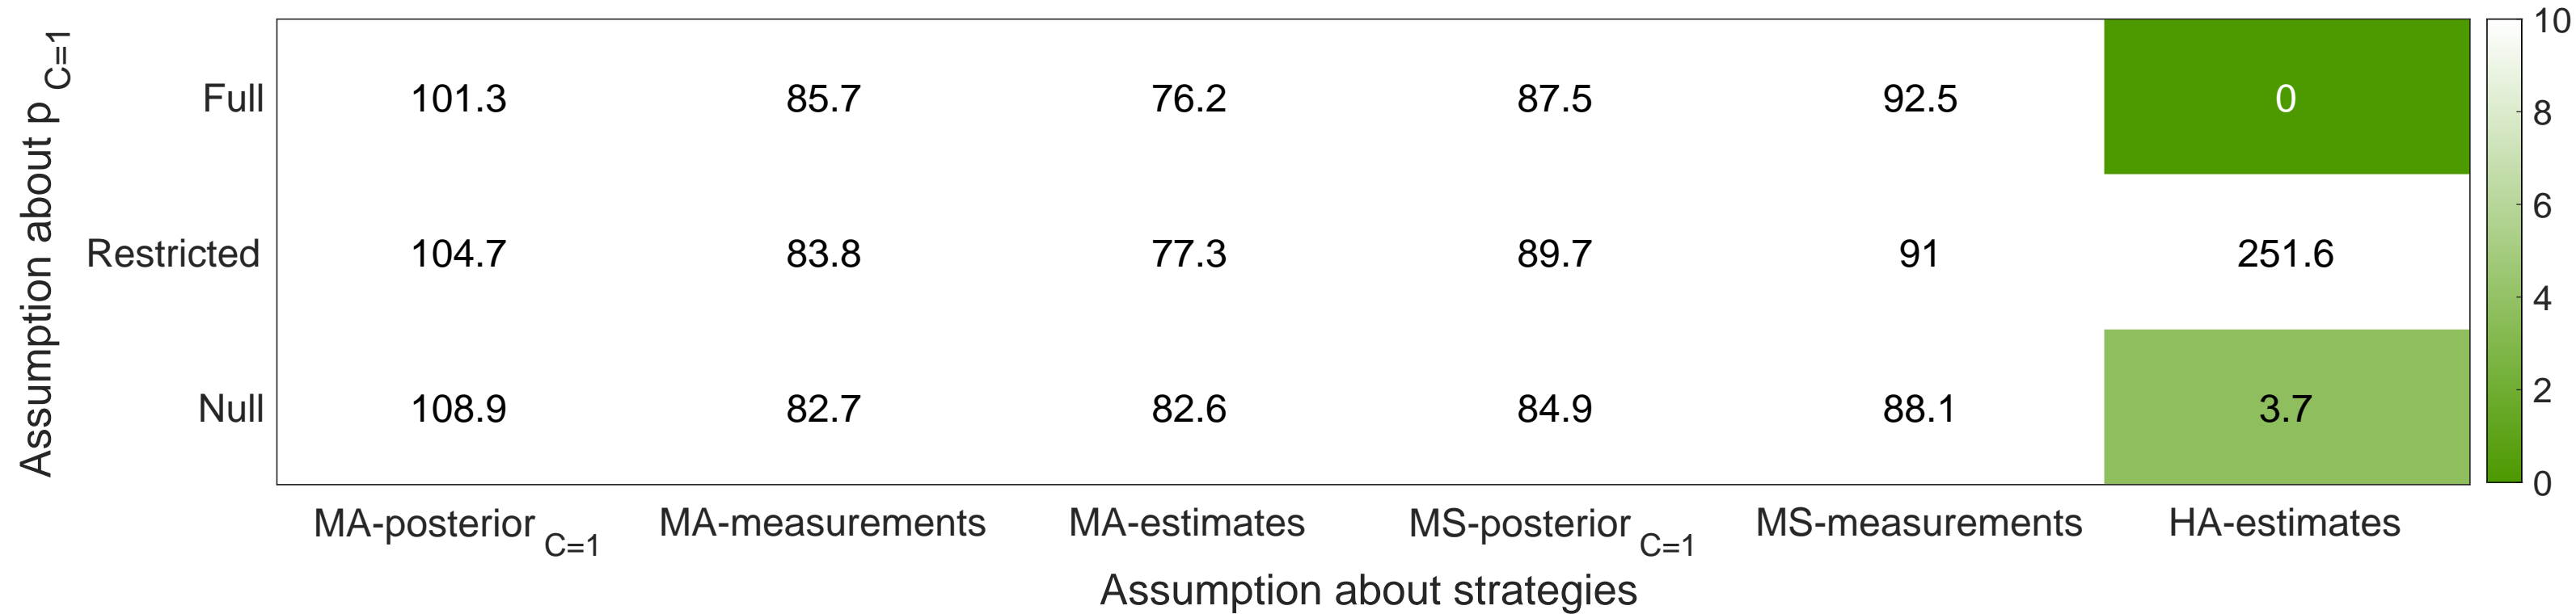 Assumption about p C=1
Full 101.3 85.7 76.2 87.5 92.5 0
Restricted 104.7 83.8 77.3 89.7 91 251.6
Null 108.9 82.7 82.6 84.9 88.1 3.7
MA-posterior C=1 MA-measurements MA-estimates MS-posterior C=1 MS-measurements HA-estimates
Assumption about strategies
10
8
6
4
2
0